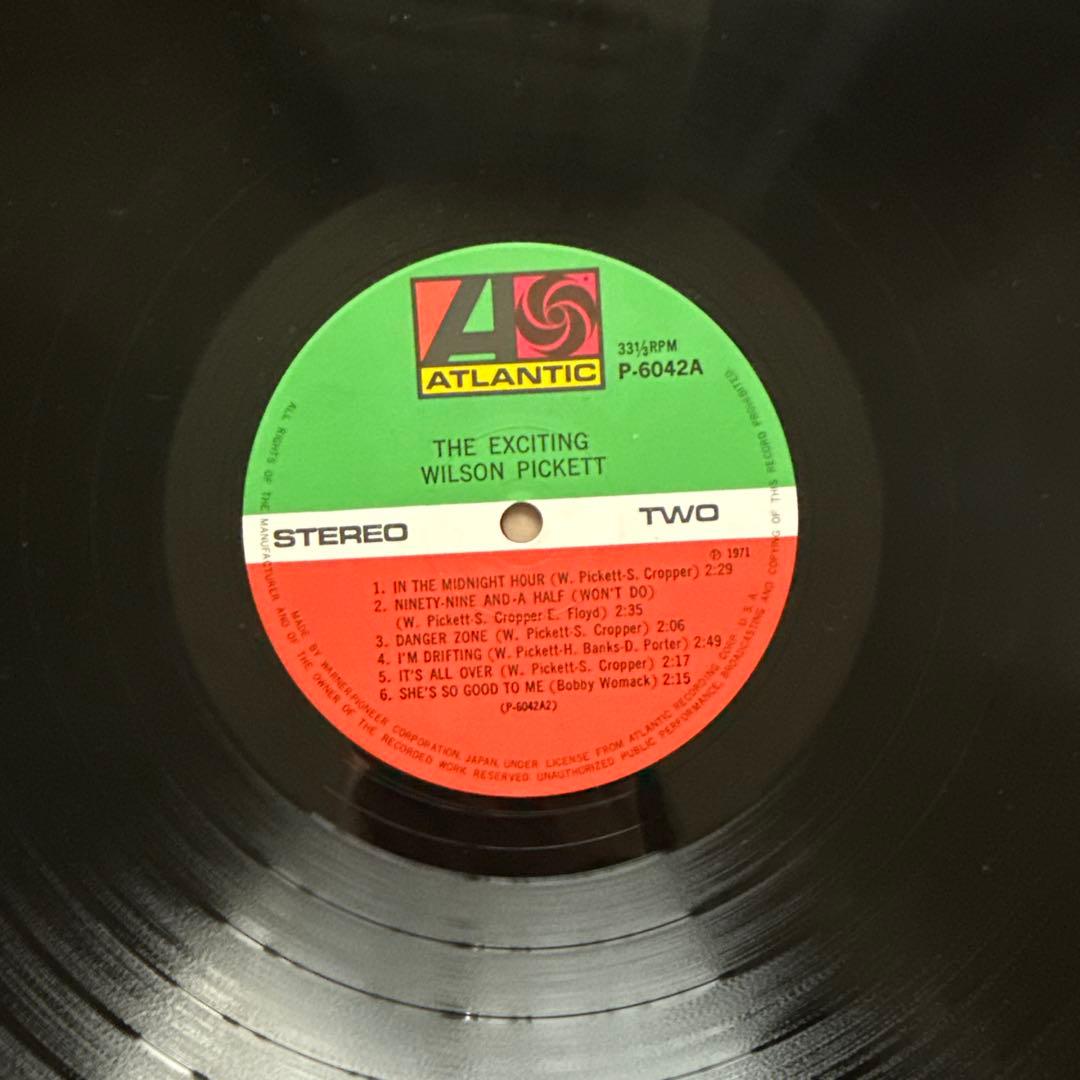 ATLANTIC
33⅓RPM
P-6042A
THE EXCITING
WILSON PICKETT
STEREO
TWO
℗ 1971
1. IN THE MIDNIGHT HOUR (W. Pickett-S. Cropper) 2:29
2. NINETY-NINE AND-A HALF (WON'T DO)
(W. Pickett-S. Cropper-E. Floyd) 2:35
3. DANGER ZONE (W. Pickett-S. Cropper) 2:06
4. I'M DRIFTING (W. Pickett-H. Banks-D. Porter) 2:49
5. IT'S ALL OVER (W. Pickett-S. Cropper) 2:17
6. SHE'S SO GOOD TO ME (Bobby Womack) 2:15
(P-6042A2)
MADE BY WARNER-PIONEER CORPORATION, JAPAN, UNDER LICENSE FROM ATLANTIC RECORDING CORP. U.S.A.
ALL RIGHTS OF THE MANUFACTURER AND OF THE OWNER OF THE RECORDED WORK RESERVED. UNAUTHORIZED PUBLIC PERFORMANCE, BROADCASTING AND COPYING OF THIS RECORD PROHIBITED.